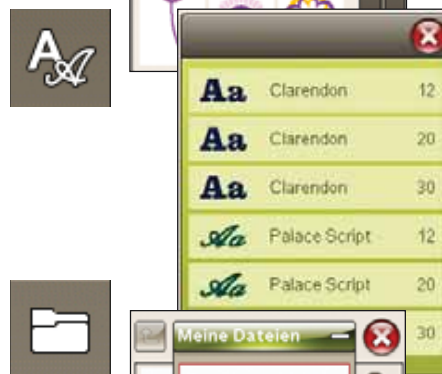 AA
Aa Clarendon 12
Aa Clarendon 20
Aa Clarendon 30
Aa Palace Script 12
Aa Palace Script 20
30
Meine Dateien